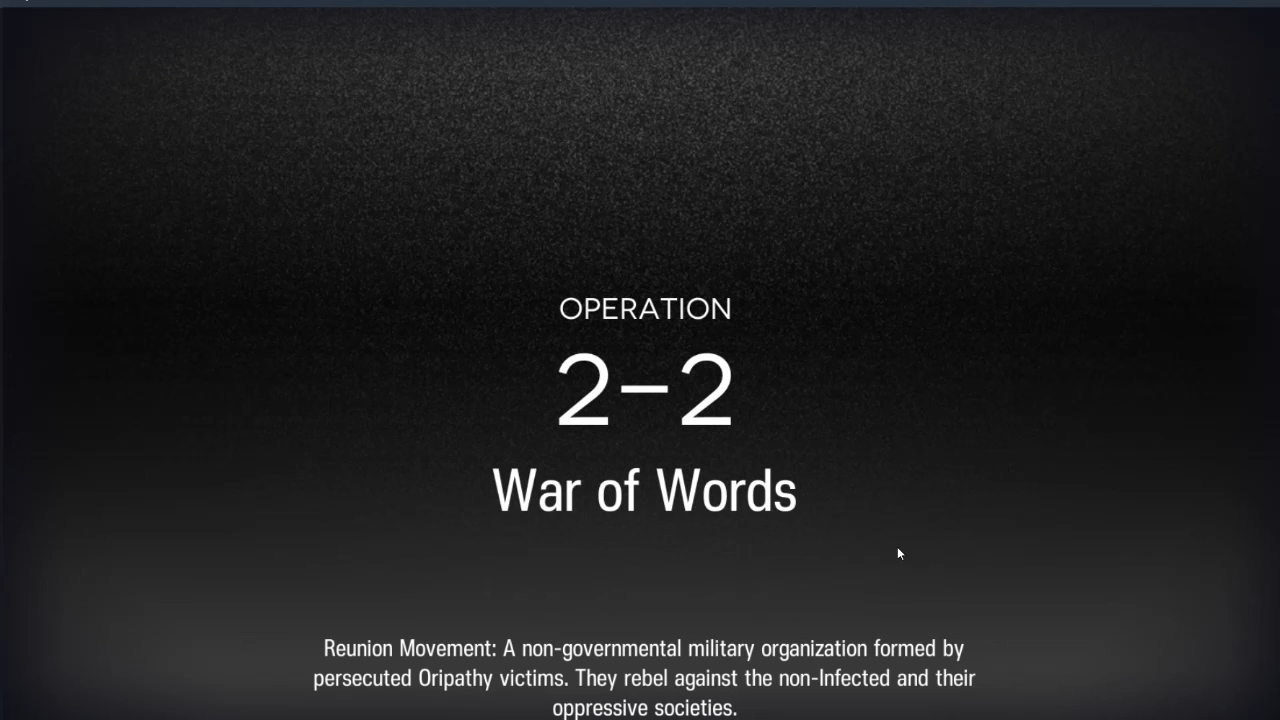 OPERATION
2-2
War of Words
Reunion Movement: A non-governmental military organization formed by
persecuted Oripathy victims. They rebel against the non-Infected and their
oppressive societies.